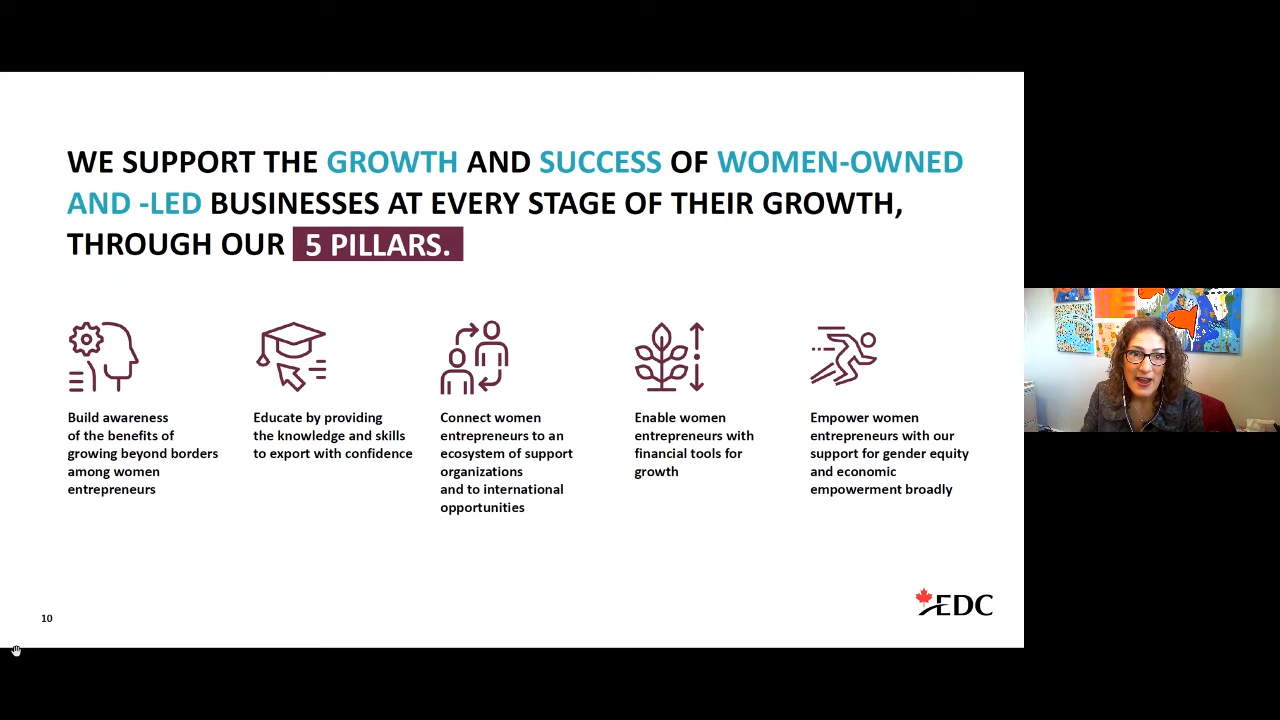 WE SUPPORT THE GROWTH AND SUCCESS OF WOMEN-OWNED
AND -LED BUSINESSES AT EVERY STAGE OF THEIR GROWTH,
THROUGH OUR 5 PILLARS.
Build awareness
of the benefits of
growing beyond borders
among women
entrepreneurs
Educate by providing
the knowledge and skills
to export with confidence
Connect women
entrepreneurs to an
ecosystem of support
organizations
and to international
opportunities
Enable women
entrepreneurs with
financial tools for
growth
Empower women
entrepreneurs with our
support for gender equity
and economic
empowerment broadly
10
EDC